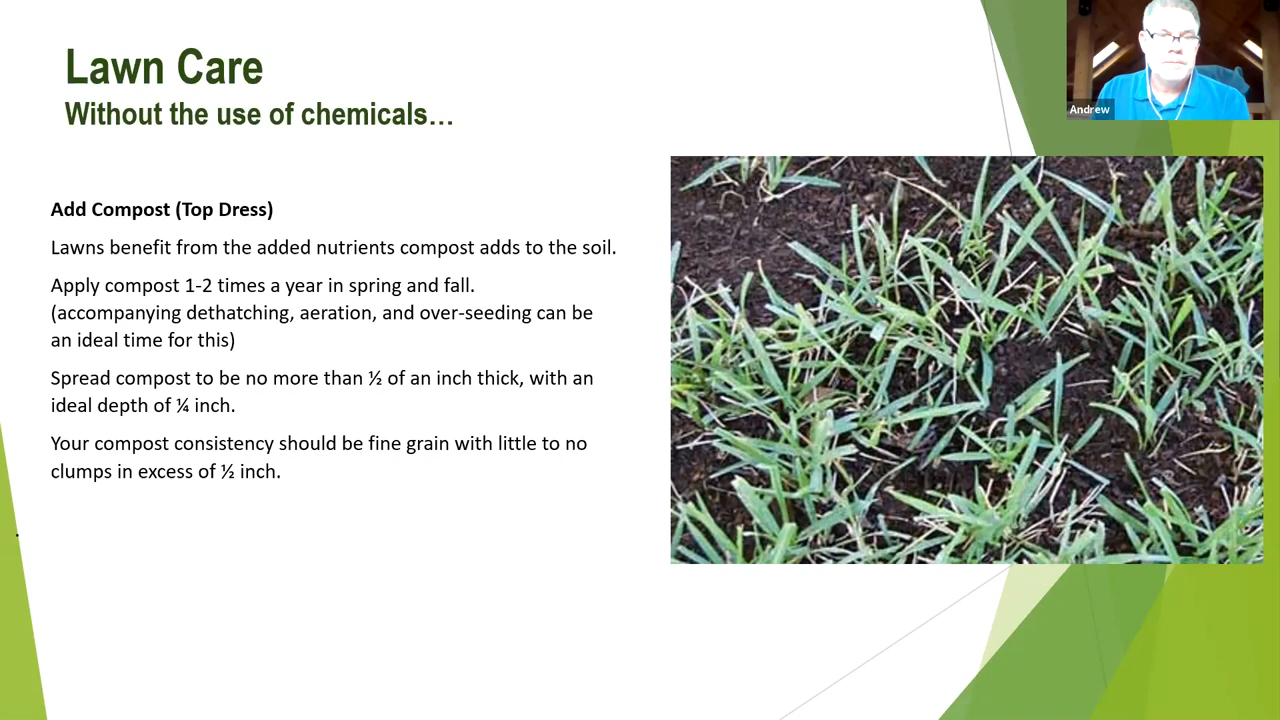 Lawn Care
Without the use of chemicals…
Andrew
Add Compost (Top Dress)
Lawns benefit from the added nutrients compost adds to the soil.
Apply compost 1-2 times a year in spring and fall.
(accompanying dethatching, aeration, and over-seeding can be
an ideal time for this)
Spread compost to be no more than ½ of an inch thick, with an
ideal depth of ¼ inch.
Your compost consistency should be fine grain with little to no
clumps in excess of ½ inch.
.